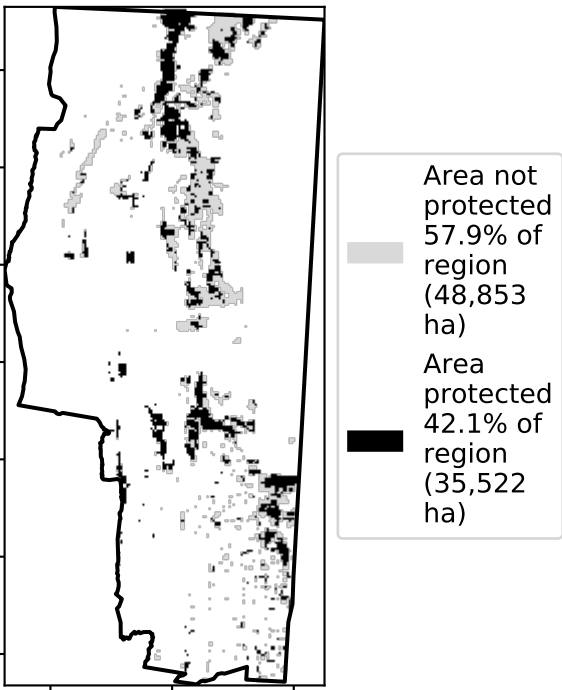 Area not
protected
57.9% of
region
(48,853
ha)
Area
protected
42.1% of
region
(35,522
ha)